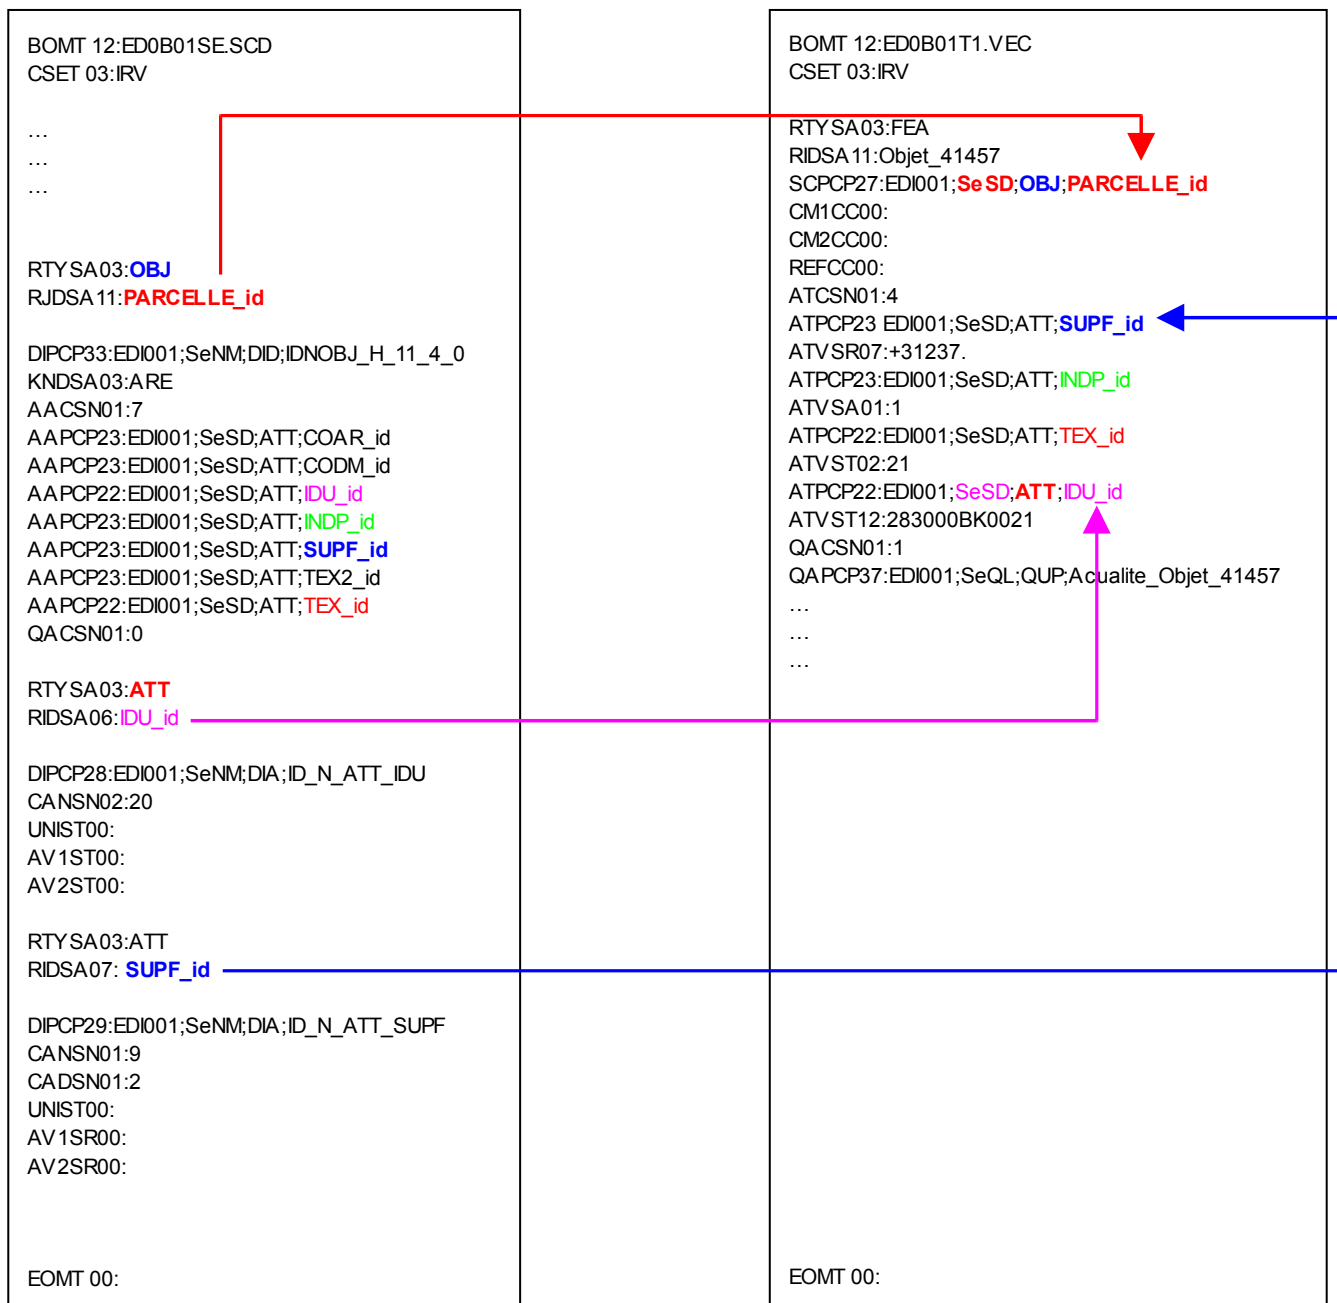 BOMT 12:ED0B01SE.SCD
CSET 03:IRV
…
…
…
RTYSA03:OBJ
RJDSA11:PARCELLE_id
DIPCP33:EDI001;SeNM;DID;IDNOBJ_H_11_4_0
KNDSA03:ARE
AACSN01:7
AAPCP23:EDI001;SeSD;ATT;COAR_id
AAPCP23:EDI001;SeSD;ATT;CODM_id
AAPCP22:EDI001;SeSD;ATT;IDU_id
AAPCP23:EDI001;SeSD;ATT;INDP_id
AAPCP23:EDI001;SeSD;ATT;SUPF_id
AAPCP23:EDI001;SeSD;ATT;TEX2_id
AAPCP22:EDI001;SeSD;ATT;TEX_id
QACSN01:0
RTYSA03:ATT
RIDSA06:IDU_id
DIPCP28:EDI001;SeNM;DIA;ID_N_ATT_IDU
CANSN02:20
UNIST00:
AV1ST00:
AV2ST00:
RTYSA03:ATT
RIDSA07: SUPF_id
DIPCP29:EDI001;SeNM;DIA;ID_N_ATT_SUPF
CANSN01:9
CADSN01:2
UNIST00:
AV1SR00:
AV2SR00:
EOMT 00:
BOMT 12:ED0B01T1.VEC
CSET 03:IRV
RTYSA03:FEA
RIDSA11:Objet_41457
SCPCP27:EDI001;SeSD;OBJ;PARCELLE_id
CM1CC00:
CM2CC00:
REFCC00:
ATCSN01:4
ATPCP23 EDI001;SeSD;ATT;SUPF_id
ATVSR07:+31237.
ATPCP23:EDI001;SeSD;ATT;INDP_id
ATVSA01:1
ATPCP22:EDI001;SeSD;ATT;TEX_id
ATVST02:21
ATPCP22:EDI001;SeSD;ATT;IDU_id
ATVST12:283000BK0021
QACSN01:1
QAPCP37:EDI001;SeQL;QUP;Acualite_Objet_41457
…
…
…
EOMT 00: